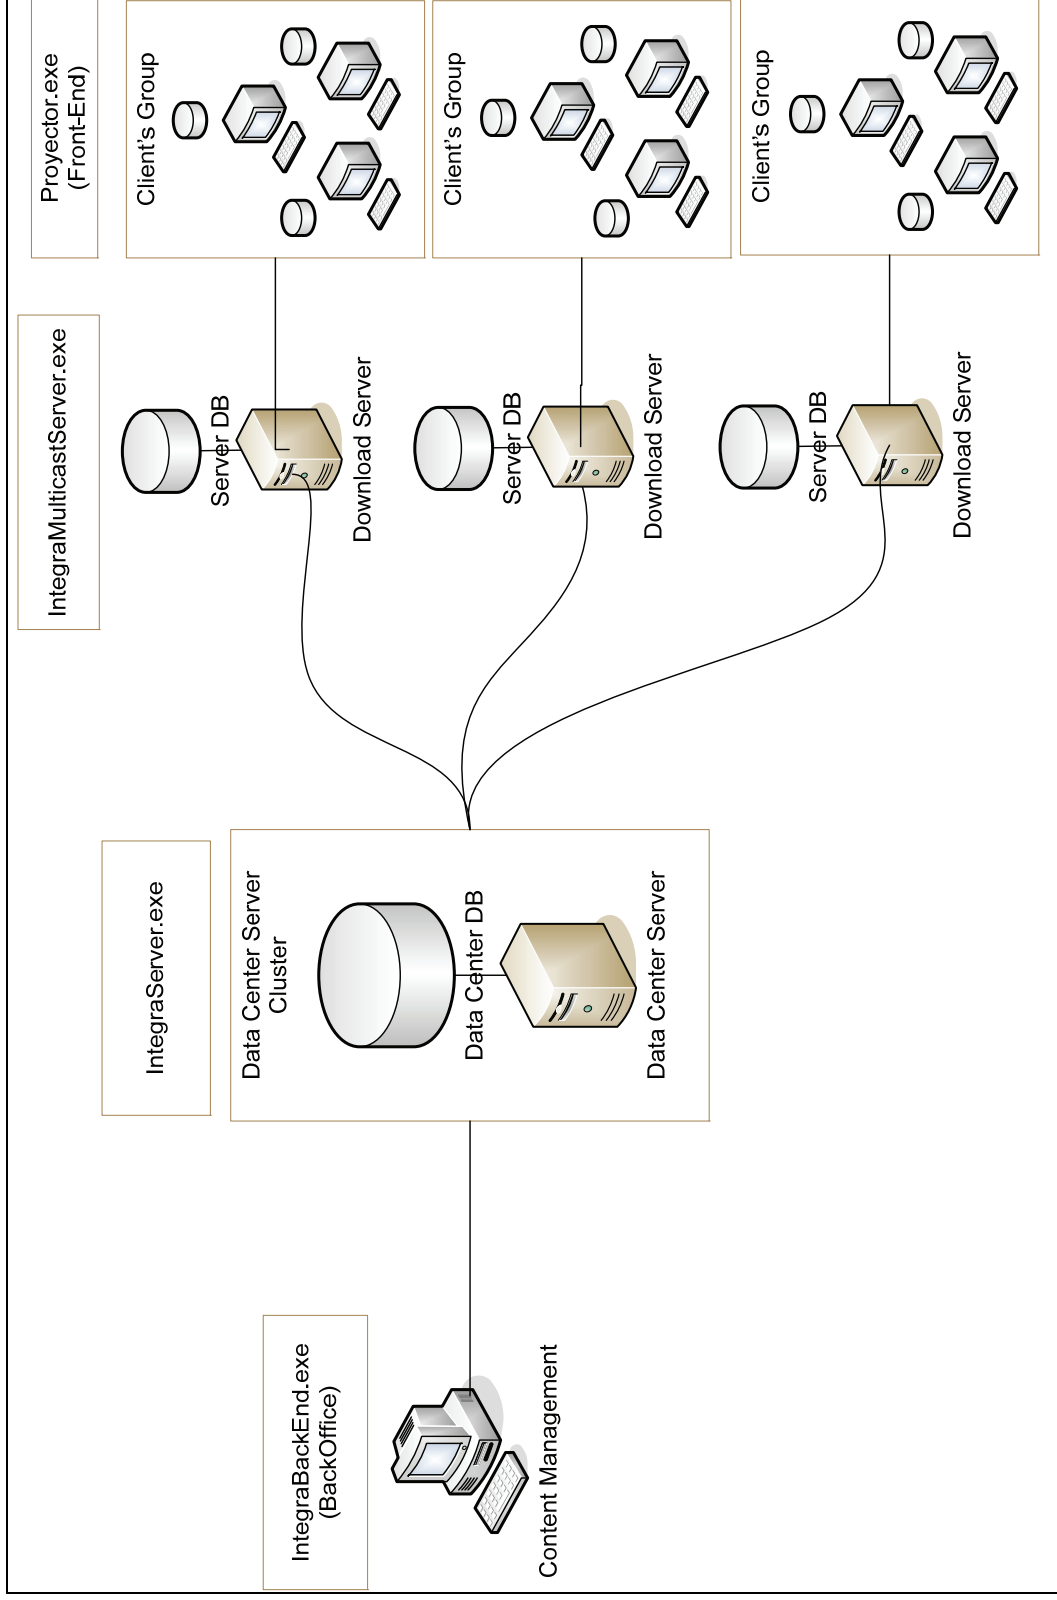 IntegraBackEnd.exe
(BackOffice)
Content Management
IntegraServer.exe
Data Center Server
Cluster
Data Center DB
Data Center Server
IntegraMulticastServer.exe
Server DB
Download Server
Server DB
Download Server
Server DB
Download Server
Proyector.exe
(Front-End)
Client's Group
Client's Group
Client's Group